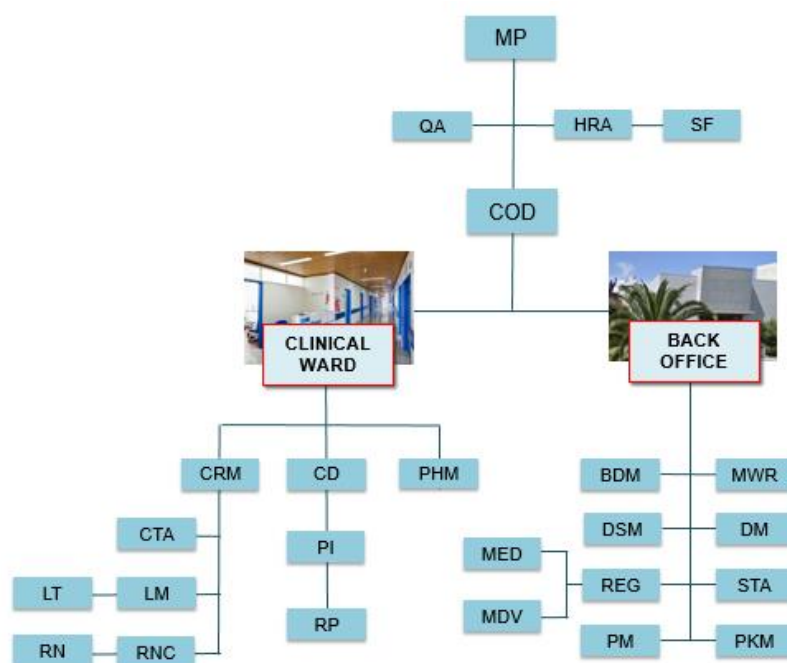 MP
QA
HRA
SF
COD
CLINICAL
WARD
BACK
OFFICE
CRM
CD
PHM
BDM
MWR
CTA
PI
MED
DSM
DM
LT
LM
RP
MDV
REG
STA
RN
RNC
PM
PKM